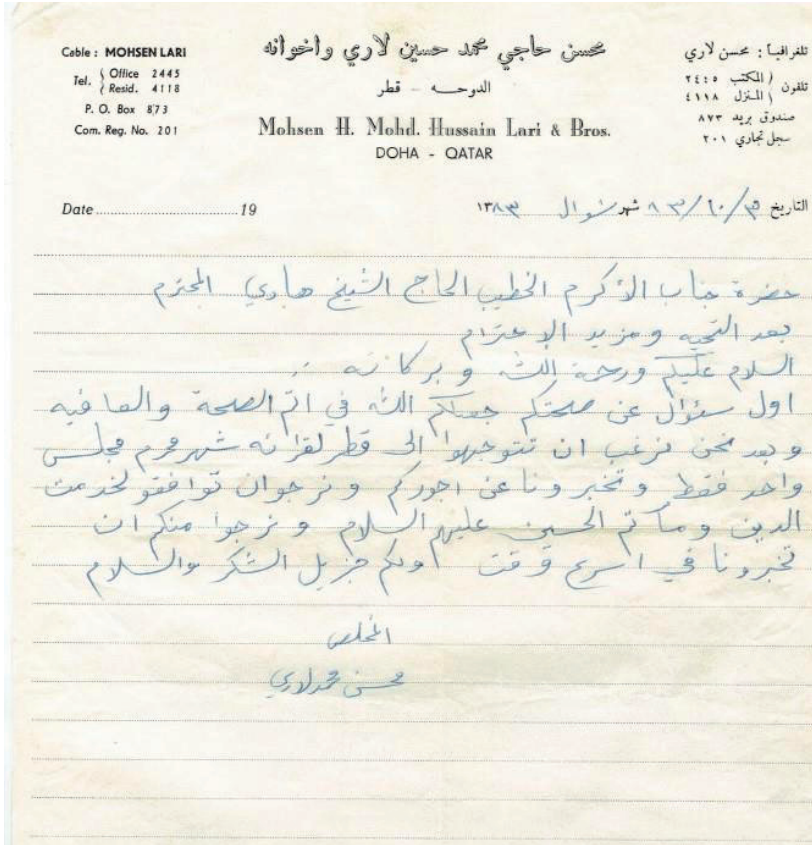 Cable : MOHSEN LARI
Tel. { Office 2445
Resid. 4118
P. O. Box 873
Com. Reg. No. 201
محسن حاجي محمد حسين لاري واخوانه
الدوحه - قطر
Mohsen H. Mohd. Hussain Lari & Bros.
DOHA - QATAR
تلغرافياً : محسن لاري
تلفون ( المكتب ٢٤٤٥
المنزل ٤١١٨
صندوق بريد ٨٧٣
سجل تجاري ٢٠١
Date ........................ 19
التاريخ ٨٣/١٠/٣ شهر شوال ١٣٨٣
حضرة جناب الأكرم الخطيب الحاج الشيخ هادي المحترم
بعد التحيه ومزيد الإعترام
السلام عليكم ورحمة الله وبركاته
اول سئوال عن صحتكم جعلكم الله في اتم الصحة والعافيه
وبعد نحن نرغب ان تتوجهوا الى قطر لقرائه شهر محرم مجلس
واحد فقط وتخبرونا عن اجوركم ونرجوان توافقو لخدمت
الدين ومأتم الحسين عليهم السلام ونرجوا منكم ان
تخبرونا في اسرع وقت ولكم جزيل الشكر والسلام
المخلص
محسن محمد لاري